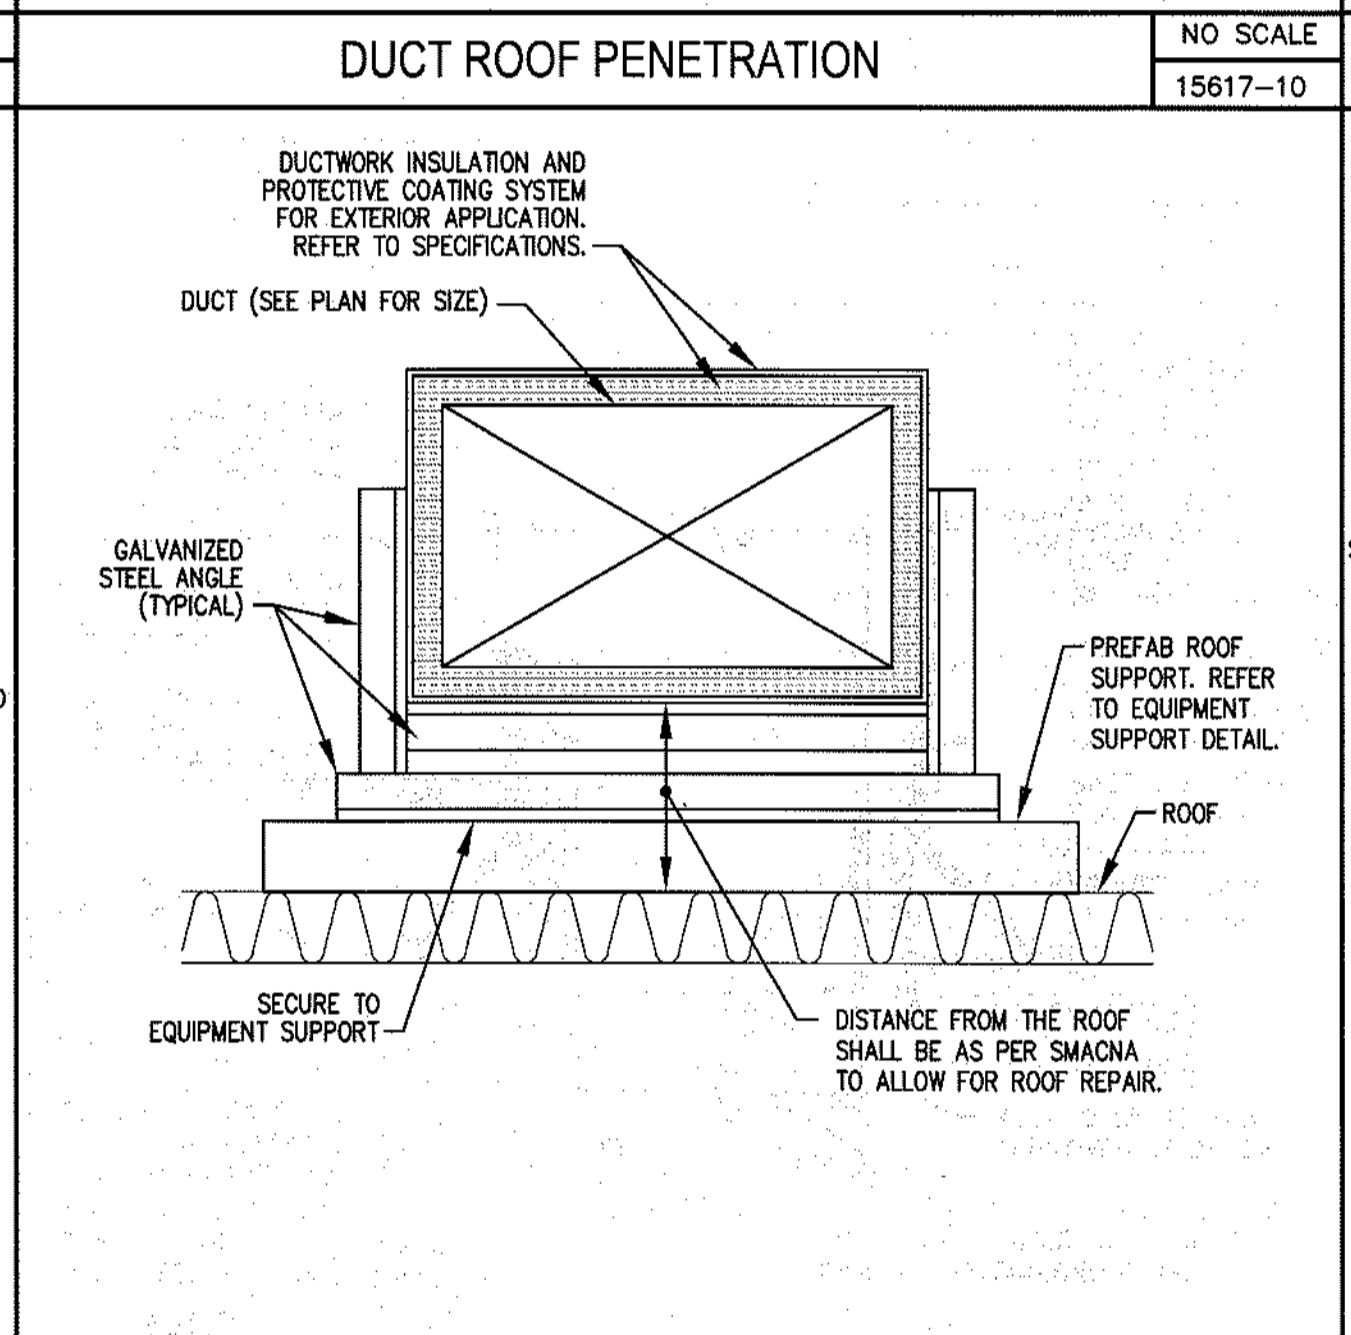 DUCT ROOF PENETRATION
NO SCALE
15617-10
DUCTWORK INSULATION AND
PROTECTIVE COATING SYSTEM
FOR EXTERIOR APPLICATION.
REFER TO SPECIFICATIONS.
DUCT (SEE PLAN FOR SIZE)
GALVANIZED
STEEL ANGLE
(TYPICAL)
PREFAB ROOF
SUPPORT. REFER
TO EQUIPMENT
SUPPORT DETAIL.
ROOF
SECURE TO
EQUIPMENT SUPPORT
DISTANCE FROM THE ROOF
SHALL BE AS PER SMACNA
TO ALLOW FOR ROOF REPAIR.